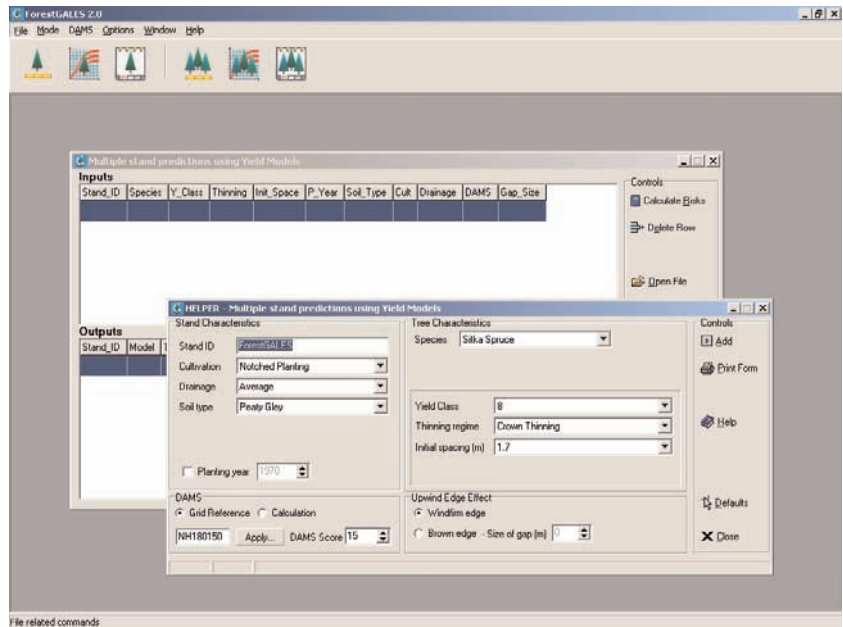 ForestGALES 2.0
File Mode DAMS Options Window Help
Multiple stand predictions using Yield Models
Inputs
Stand_ID Species Y_Class Thinning Init_Space P_Year Soil_Type Cult Drainage DAMS Gap_Size
Controls
Calculate Risks
Delete Row
Open File
Outputs
Stand_ID Model
HELPER - Multiple stand predictions using Yield Models
Stand Characteristics
Stand ID ForestGALES
Cultivation Notched Planting
Drainage Average
Soil type Peaty Gley
Planting year 1970
DAMS
Grid Reference Calculation
NH180150 Apply... DAMS Score 15
Tree Characteristics
Species Sitka Spruce
Yield Class 8
Thinning regime Crown Thinning
Initial spacing (m) 1.7
Upwind Edge Effect
Windfirm edge
Brown edge - Size of gap (m) 0
Controls
Add
Print Form
Help
Defaults
Close
File related commands